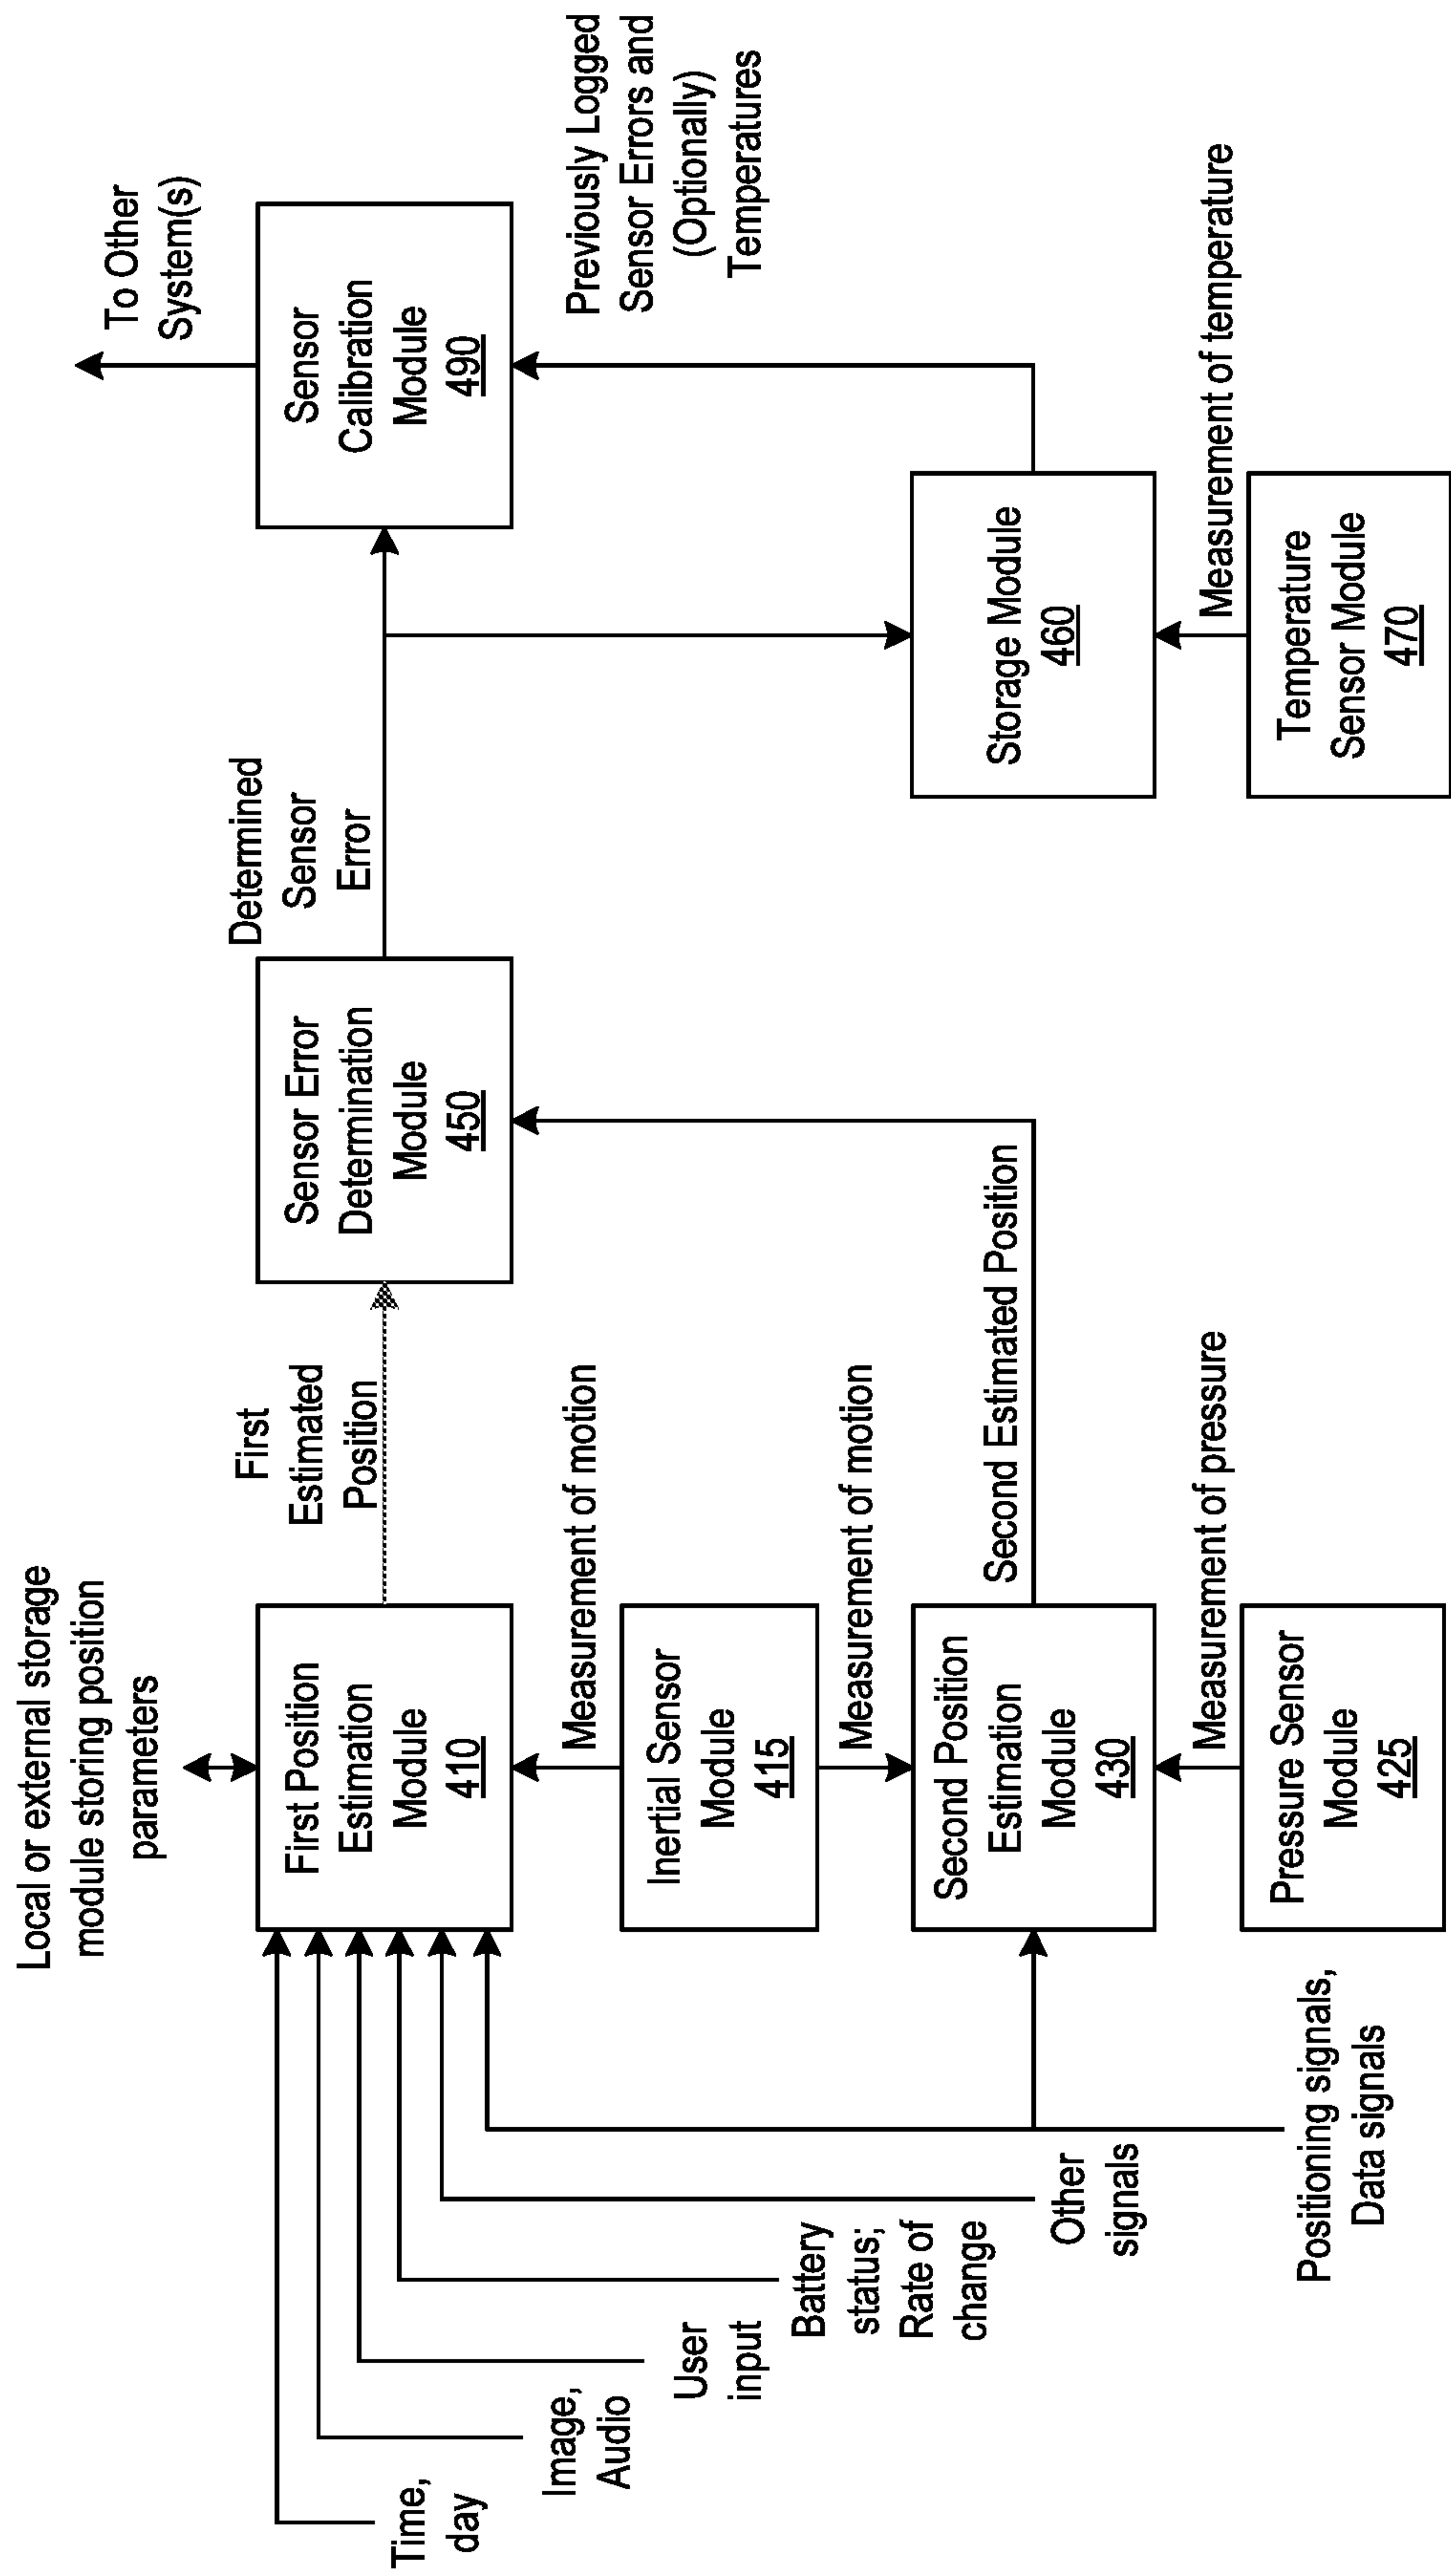 Local or external storage
module storing position
parameters
To Other
System(s)
First Position
Estimation
Module
410
First
Estimated
Position
Sensor Error
Determination
Module
450
Determined
Sensor
Error
Sensor
Calibration
Module
490
Time,
day
Image,
Audio
User
input
Battery
status;
Rate of
change
Other
signals
Positioning signals,
Data signals
Measurement of motion
Inertial Sensor
Module
415
Measurement of motion
Second Position
Estimation
Module
430
Second Estimated Position
Measurement of pressure
Pressure Sensor
Module
425
Previously Logged
Sensor Errors and
(Optionally)
Temperatures
Storage Module
460
Measurement of temperature
Temperature
Sensor Module
470